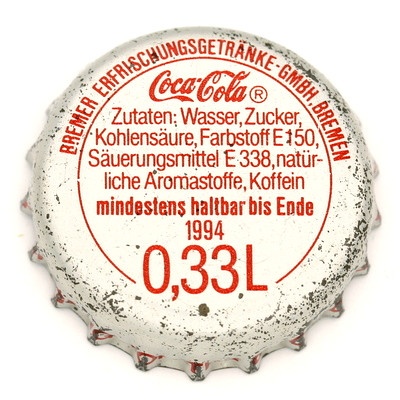 BREMER ERFRISCHUNGSGETRÄNKE-GMBH, BREMEN
Coca-Cola ®
Zutaten: Wasser, Zucker,
Kohlensäure, Farbstoff E 150,
Säuerungsmittel E 338, natür-
liche Aromastoffe, Koffein
mindestens haltbar bis Ende
1994
0,33L